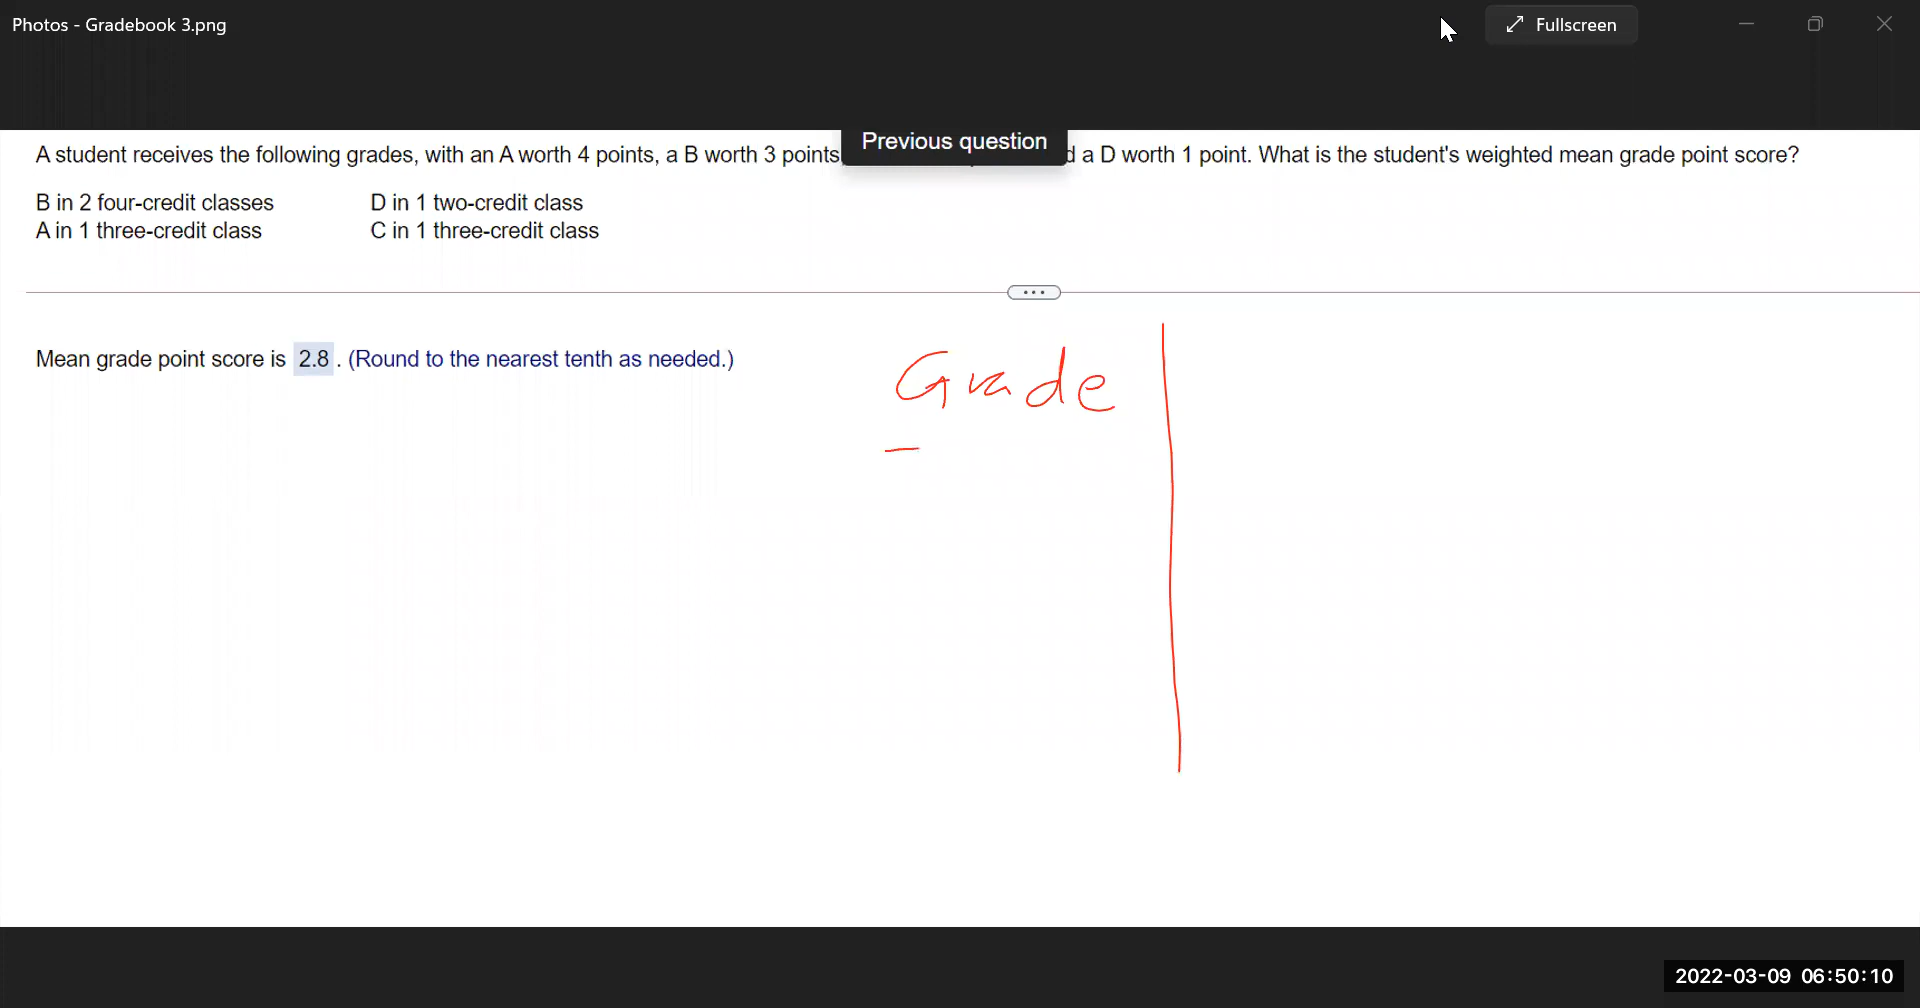 Photos - Gradebook 3.png
Fullscreen
Previous question
A student receives the following grades, with an A worth 4 points, a B worth 3 points, a D worth 1 point. What is the student's weighted mean grade point score?
B in 2 four-credit classes D in 1 two-credit class
A in 1 three-credit class C in 1 three-credit class
Mean grade point score is 2.8. (Round to the nearest tenth as needed.)
Grade
2022-03-09 06:50:10